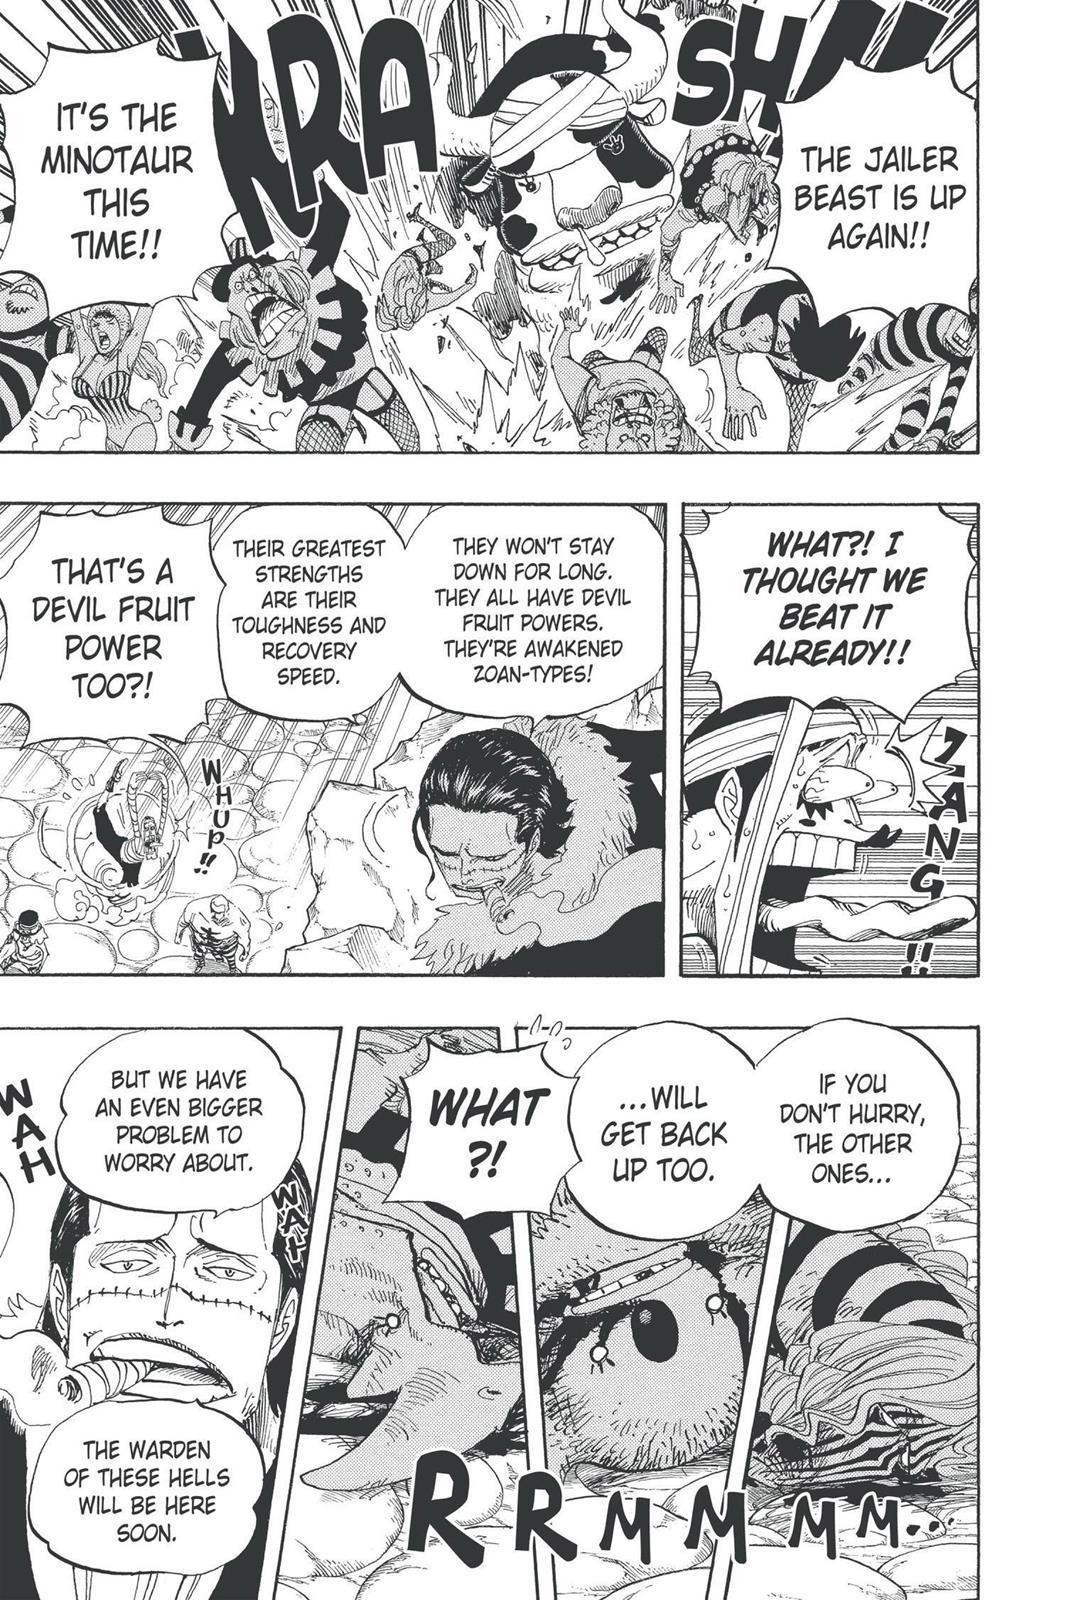 KRA
SH
THE JAILER
BEAST IS UP
AGAIN!!
IT'S THE
MINOTAUR
THIS
TIME!!
WHAT?! I
THOUGHT WE
BEAT IT
ALREADY!!
ZANG!!
THEY WON'T STAY
DOWN FOR LONG.
THEY ALL HAVE DEVIL
FRUIT POWERS.
THEY'RE AWAKENED
ZOAN-TYPES!
THEIR GREATEST
STRENGTHS
ARE THEIR
TOUGHNESS AND
RECOVERY
SPEED.
THAT'S A
DEVIL FRUIT
POWER
TOO?!
WHUP!!
IF YOU
DON'T HURRY,
THE OTHER
ONES...
...WILL
GET BACK
UP TOO.
WHAT
?!
RRMMMM...
BUT WE HAVE
AN EVEN BIGGER
PROBLEM TO
WORRY ABOUT.
WAH
WAH
THE WARDEN
OF THESE HELLS
WILL BE HERE
SOON.